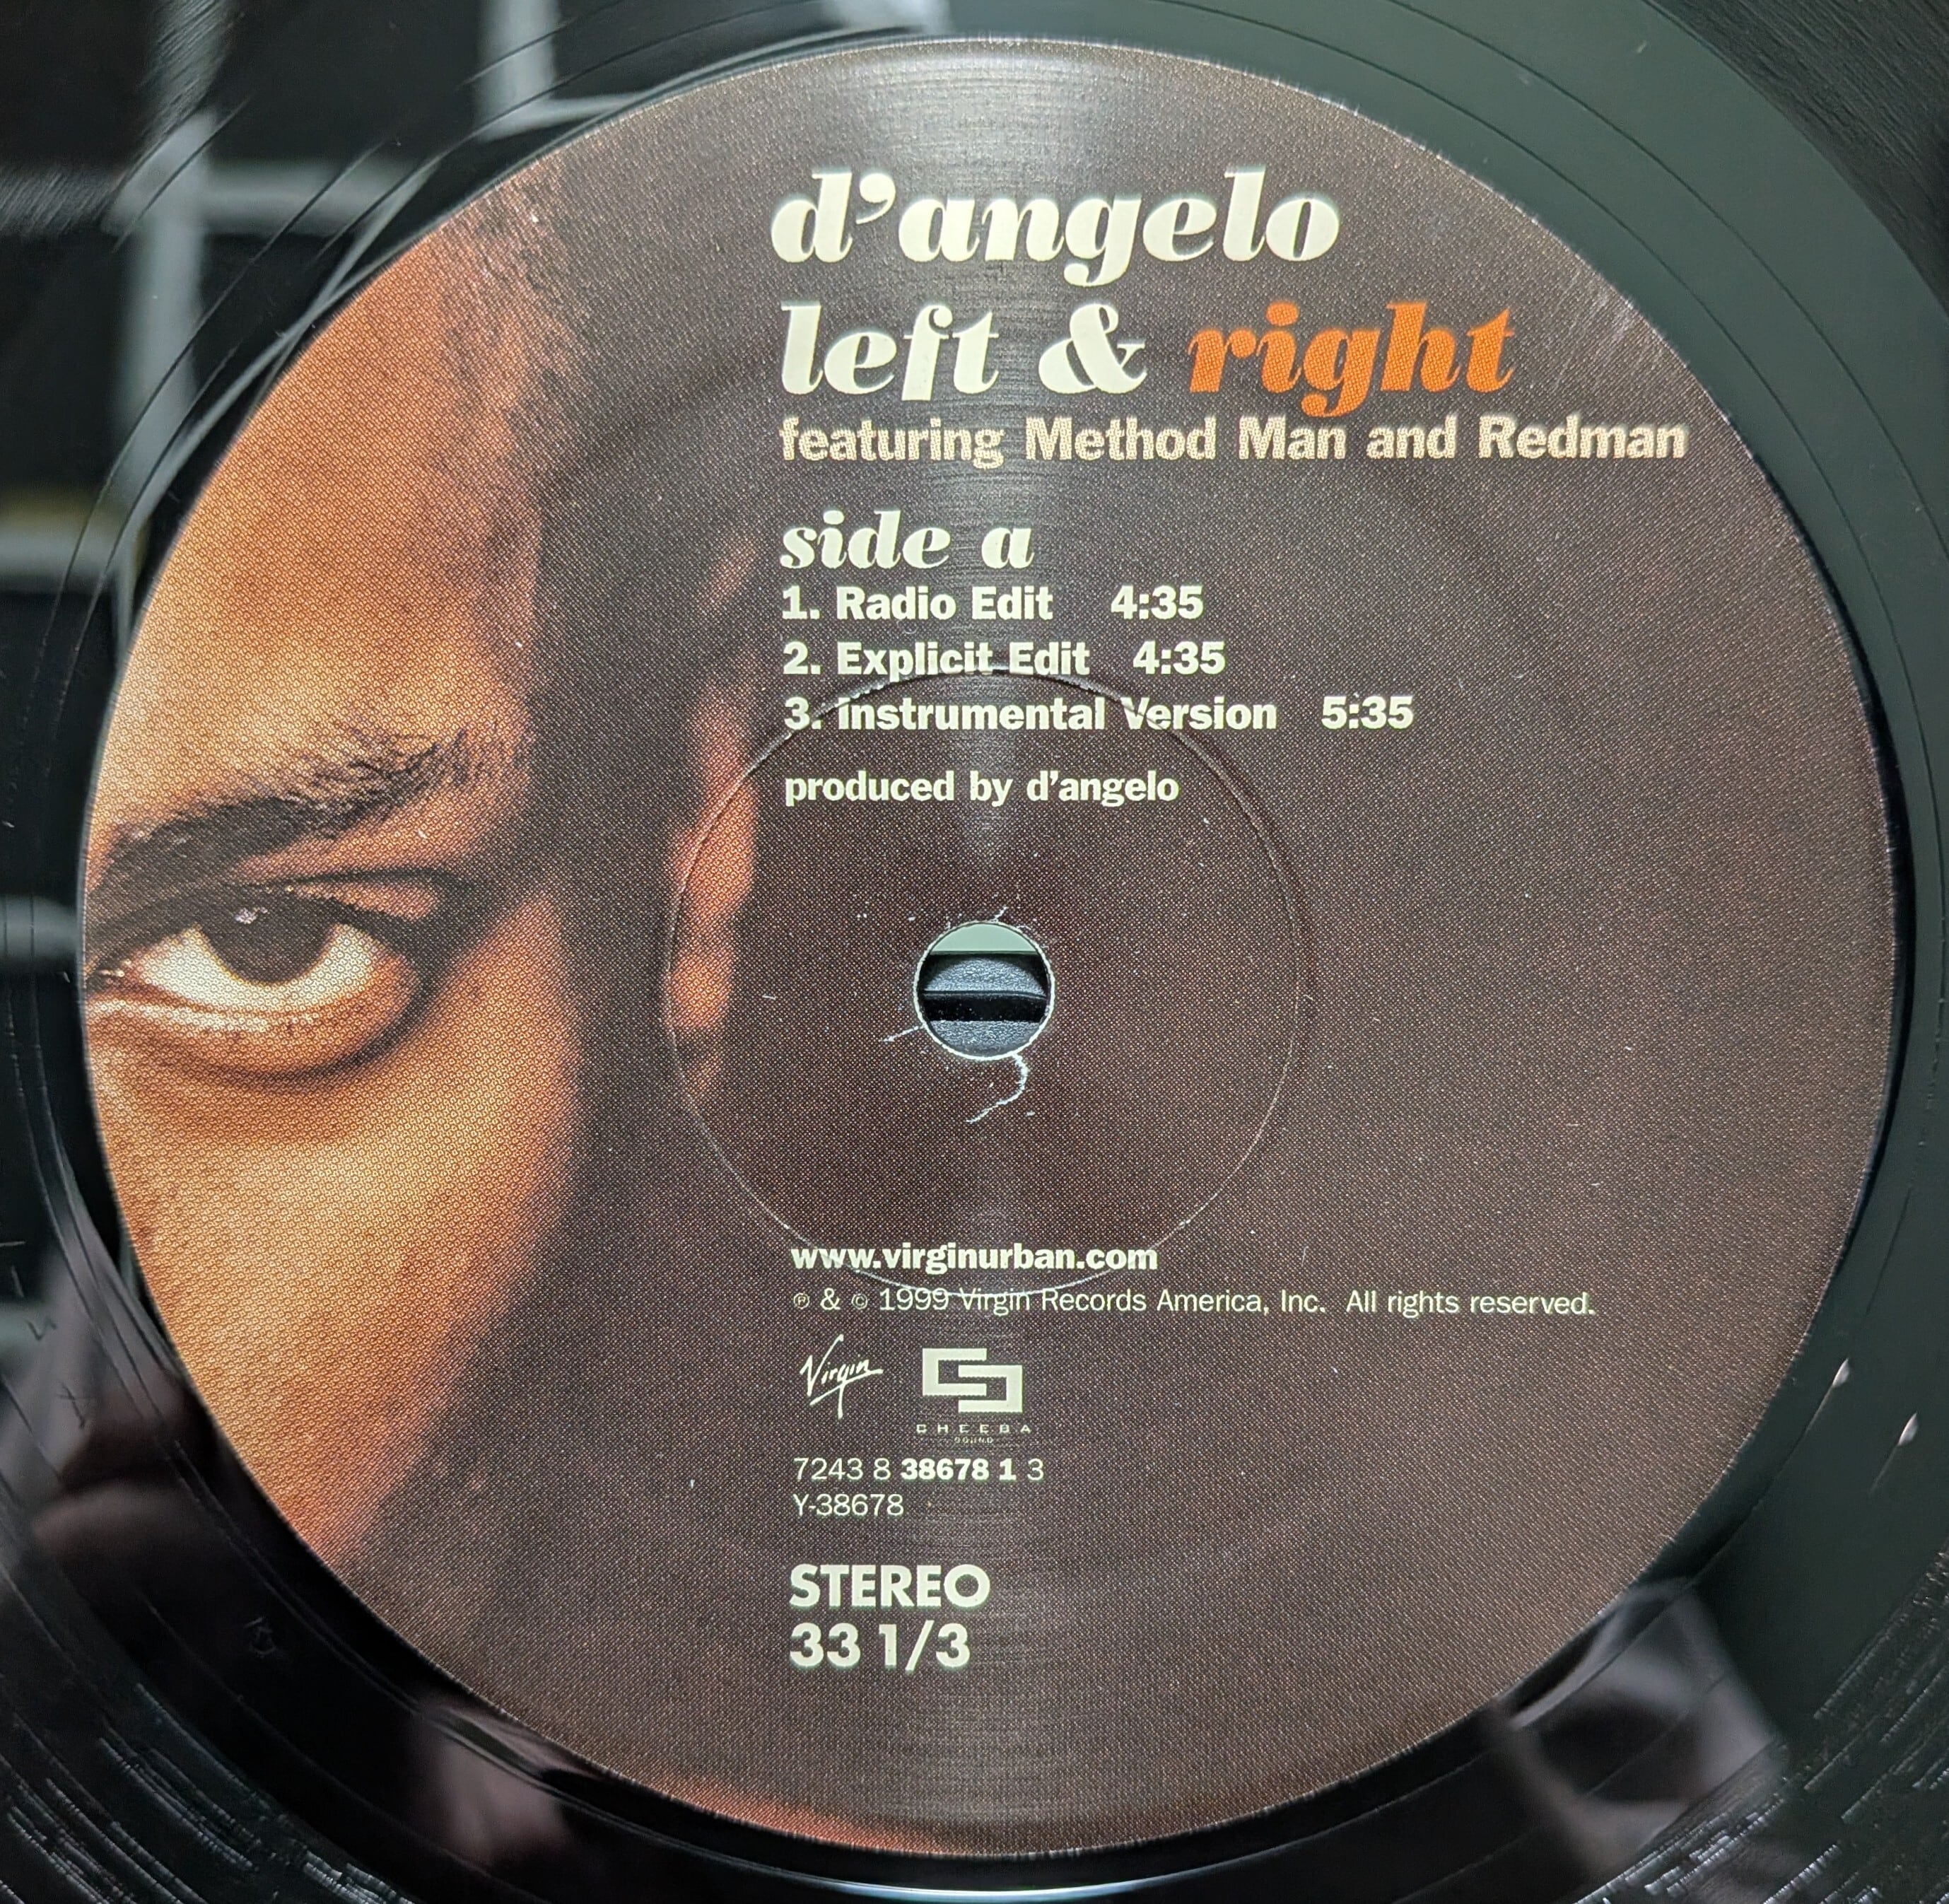 d'angelo
left & right
featuring Method Man and Redman
side a
1. Radio Edit 4:35
2. Explicit Edit 4:35
3. Instrumental Version 5:35
produced by d'angelo
www.virginurban.com
℗ & © 1999 Virgin Records America, Inc. All rights reserved.
Virgin
CHEEBA
SOUND
7243 8 38678 1 3
Y-38678
STEREO
33 1/3